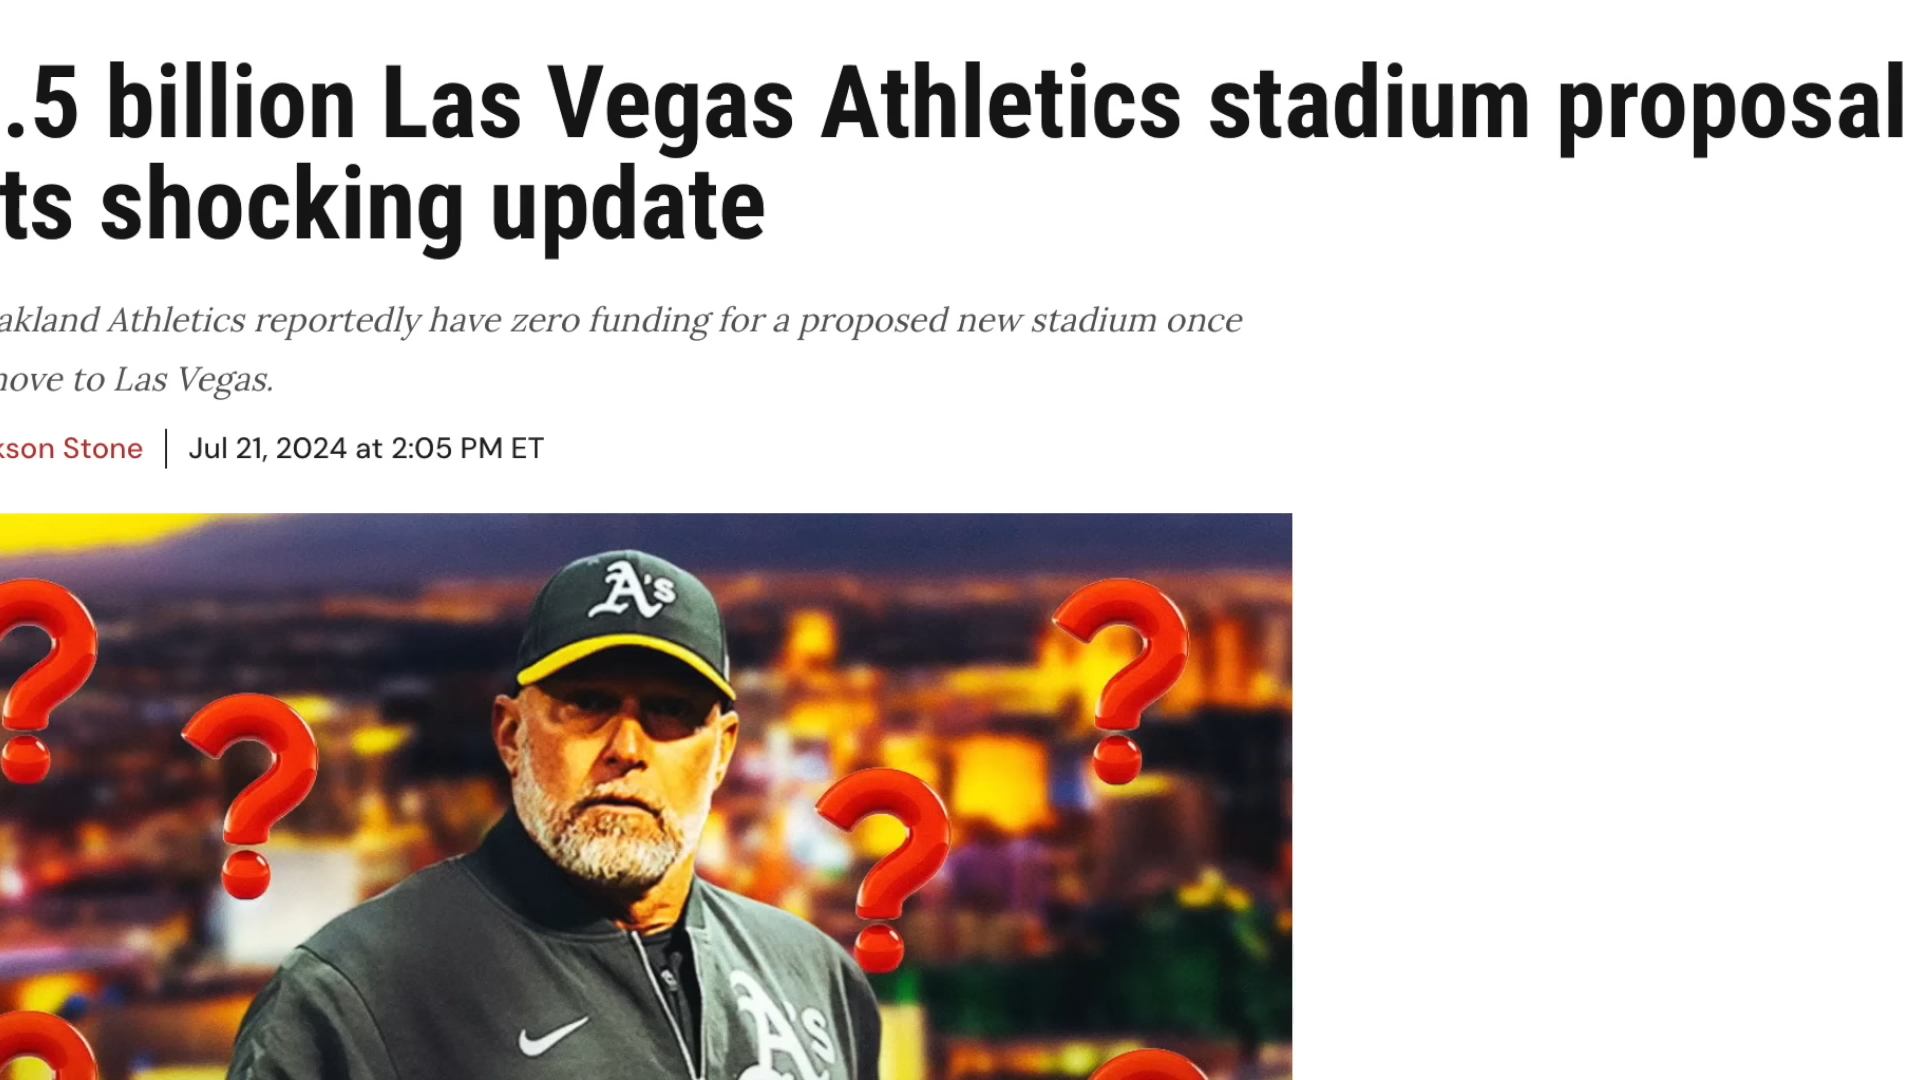 .5 billion Las Vegas Athletics stadium proposal
ts shocking update
akland Athletics reportedly have zero funding for a proposed new stadium once
ove to Las Vegas.
kson Stone | Jul 21, 2024 at 2:05 PM ET
A's
A's